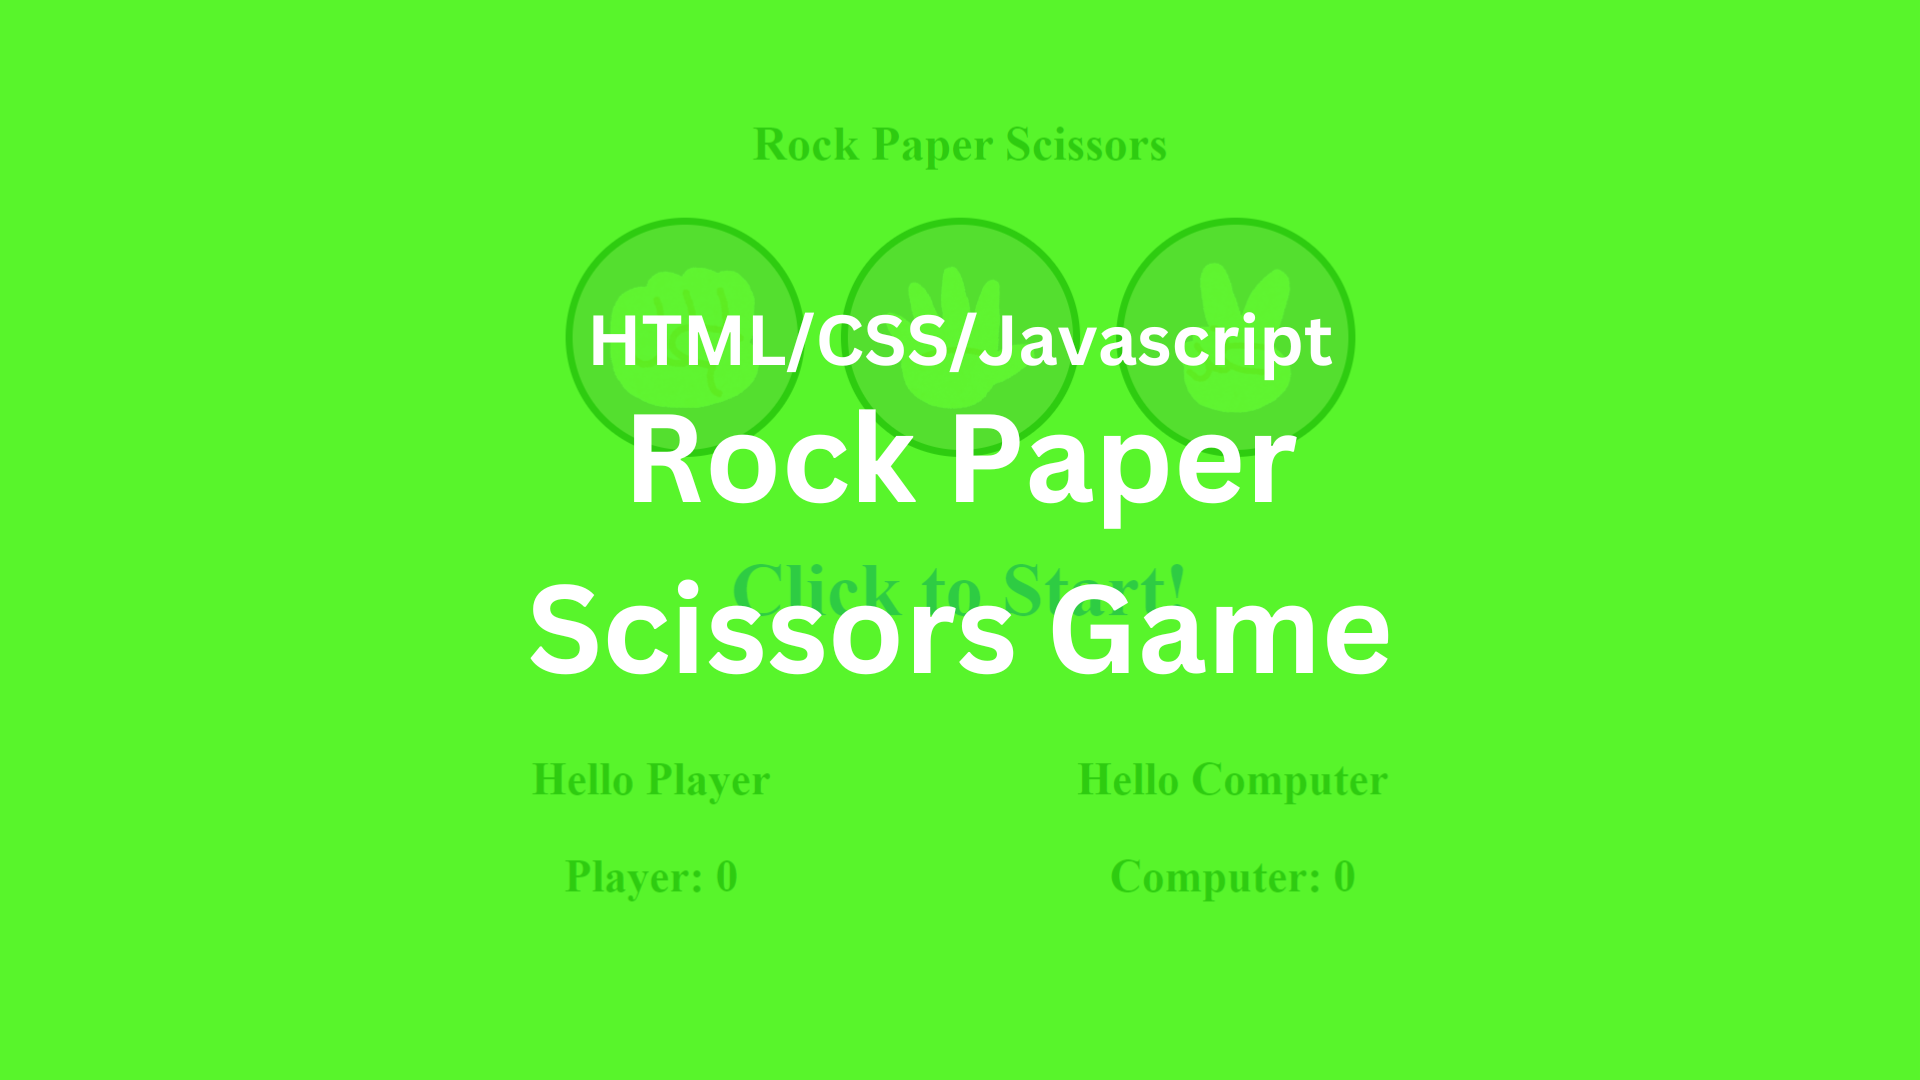 Rock Paper Scissors
HTML/CSS/Javascript
Rock Paper
Click to Start!
Scissors Game
Hello Player
Hello Computer
Player: 0
Computer: 0